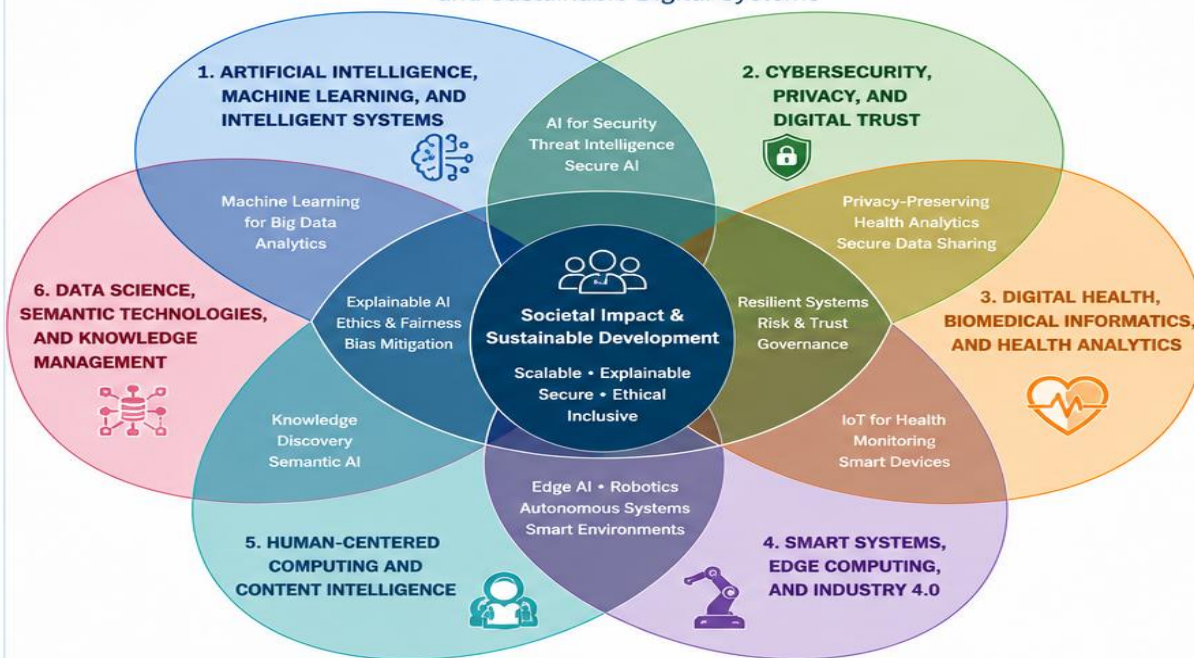 and Sustainable Digital Systems
1. ARTIFICIAL INTELLIGENCE,
MACHINE LEARNING, AND
INTELLIGENT SYSTEMS
2. CYBERSECURITY,
PRIVACY, AND
DIGITAL TRUST
AI for Security
Threat Intelligence
Secure AI
Machine Learning
for Big Data
Analytics
Privacy-Preserving
Health Analytics
Secure Data Sharing
6. DATA SCIENCE,
SEMANTIC TECHNOLOGIES,
AND KNOWLEDGE
MANAGEMENT
Explainable AI
Ethics & Fairness
Bias Mitigation
Societal Impact &
Sustainable Development
Scalable • Explainable
Secure • Ethical
Inclusive
Resilient Systems
Risk & Trust
Governance
3. DIGITAL HEALTH,
BIOMEDICAL INFORMATICS,
AND HEALTH ANALYTICS
Knowledge
Discovery
Semantic AI
IoT for Health
Monitoring
Smart Devices
Edge AI • Robotics
Autonomous Systems
Smart Environments
5. HUMAN-CENTERED
COMPUTING AND
CONTENT INTELLIGENCE
4. SMART SYSTEMS,
EDGE COMPUTING,
AND INDUSTRY 4.0